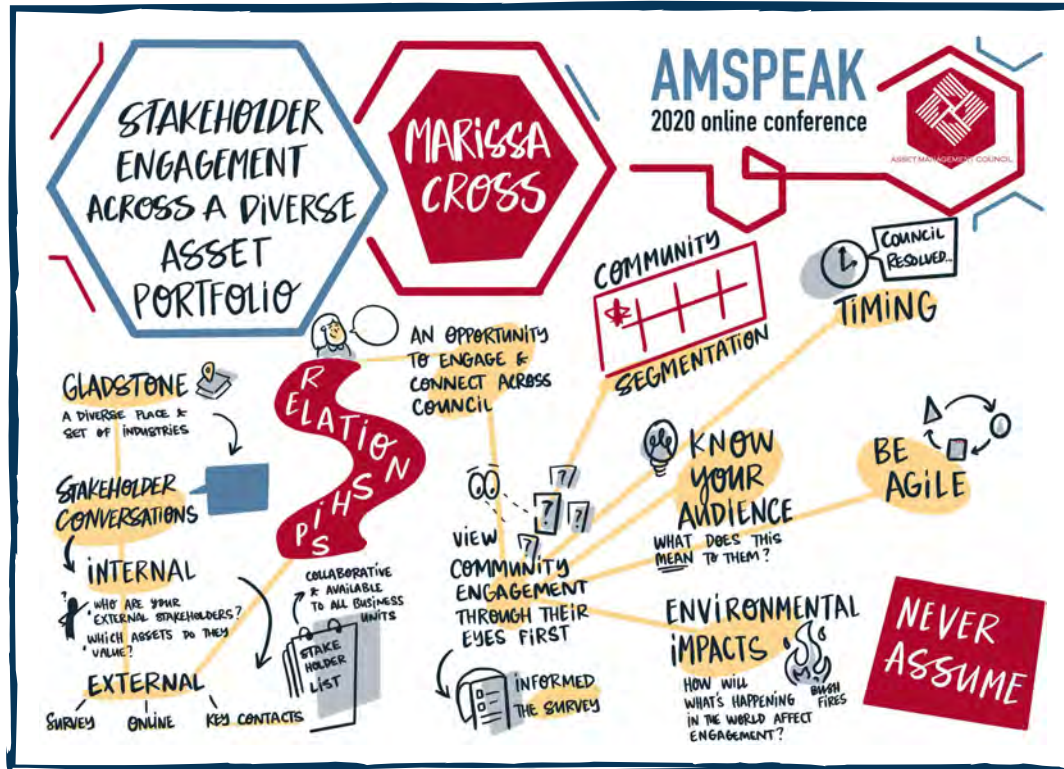 STAKEHOLDER
ENGAGEMENT
ACROSS A DIVERSE
ASSET
PORTFOLIO
MARISSA
CROSS
AMSPEAK
2020 online conference
ASSET MANAGEMENT COUNCIL
GLADSTONE
A DIVERSE PLACE &
SET OF INDUSTRIES
STAKEHOLDER
CONVERSATIONS
INTERNAL
?
WHO ARE YOUR
EXTERNAL STAKEHOLDERS?
WHICH ASSETS DO THEY
VALUE?
EXTERNAL
SURVEY
ONLINE
KEY CONTACTS
RELATIONSHIPS
COLLABORATIVE
& AVAILABLE
TO ALL BUSINESS
UNITS
STAKE
HOLDER
LIST
AN OPPORTUNITY
TO ENGAGE &
CONNECT ACROSS
COUNCIL
VIEW
COMMUNITY
ENGAGEMENT
THROUGH THEIR
EYES FIRST
?
?
?
?
INFORMED
THE SURVEY
COMMUNITY
SEGMENTATION
COUNCIL
RESOLVED...
TIMING
KNOW
YOUR
AUDIENCE
WHAT DOES THIS
MEAN TO THEM?
BE
AGILE
ENVIRONMENTAL
IMPACTS
BUSH
FIRES
HOW WILL
WHAT'S HAPPENING
IN THE WORLD AFFECT
ENGAGEMENT?
NEVER
ASSUME